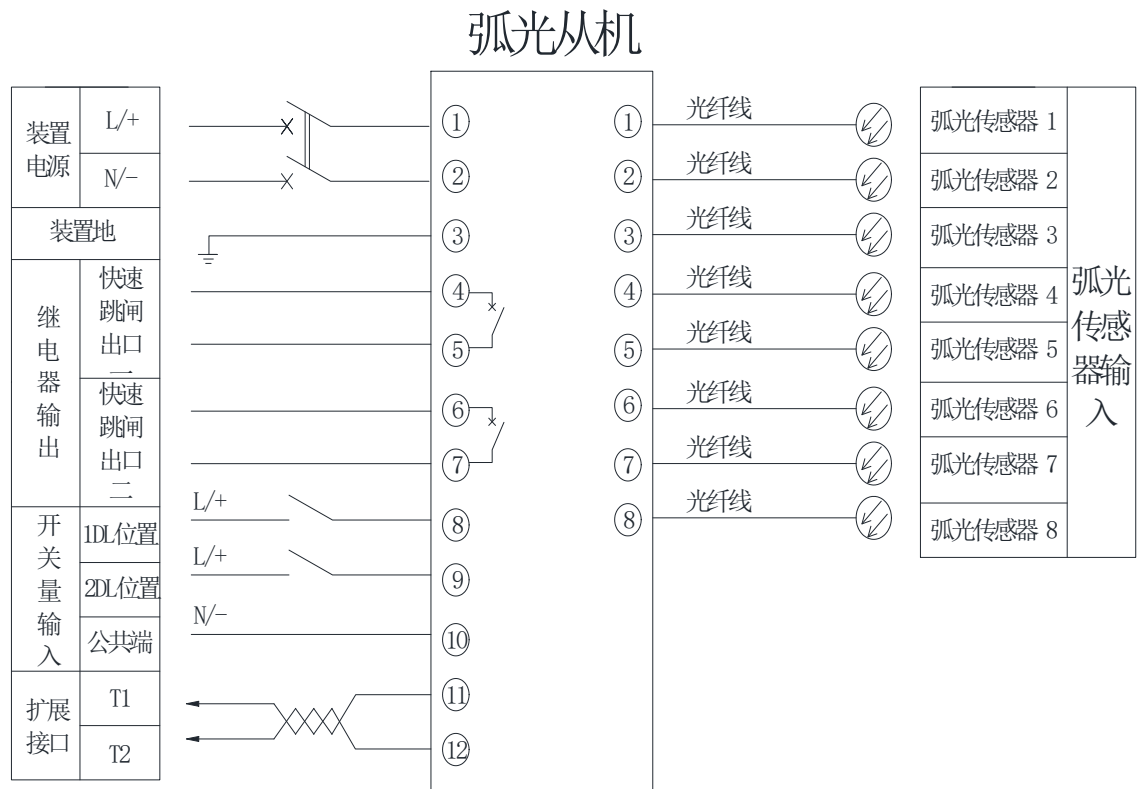 弧光从机
装置
电源
L/+
N/-
装置地
继
电
器
输
出
快速
跳闸
出口
一
快速
跳闸
出口
二
开
关
量
输
入
1DL位置
2DL位置
公共端
扩展
接口
T1
T2
L/+
L/+
N/-
①
②
③
④
⑤
⑥
⑦
⑧
⑨
⑩
⑪
⑫
①
②
③
④
⑤
⑥
⑦
⑧
光纤线
光纤线
光纤线
光纤线
光纤线
光纤线
光纤线
光纤线
弧光传感器 1
弧光传感器 2
弧光传感器 3
弧光传感器 4
弧光传感器 5
弧光传感器 6
弧光传感器 7
弧光传感器 8
弧光
传感
器输
入